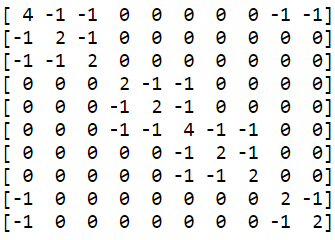 [ 4 -1 -1 0 0 0 0 0 -1 -1]
[-1 2 -1 0 0 0 0 0 0 0]
[-1 -1 2 0 0 0 0 0 0 0]
[ 0 0 0 2 -1 -1 0 0 0 0]
[ 0 0 0 -1 2 -1 0 0 0 0]
[ 0 0 0 -1 -1 4 -1 -1 0 0]
[ 0 0 0 0 0 -1 2 -1 0 0]
[ 0 0 0 0 0 -1 -1 2 0 0]
[-1 0 0 0 0 0 0 0 2 -1]
[-1 0 0 0 0 0 0 0 -1 2]